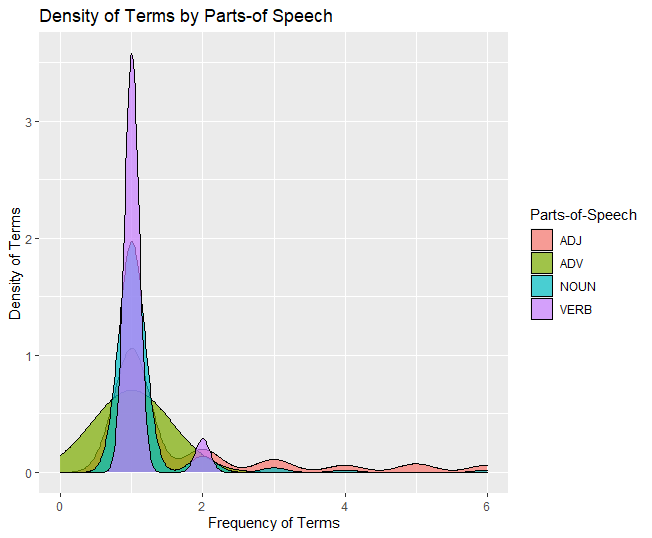 Density of Terms by Parts-of Speech
Density of Terms
3
2
1
0
0
2
4
6
Frequency of Terms
Parts-of-Speech
ADJ
ADV
NOUN
VERB